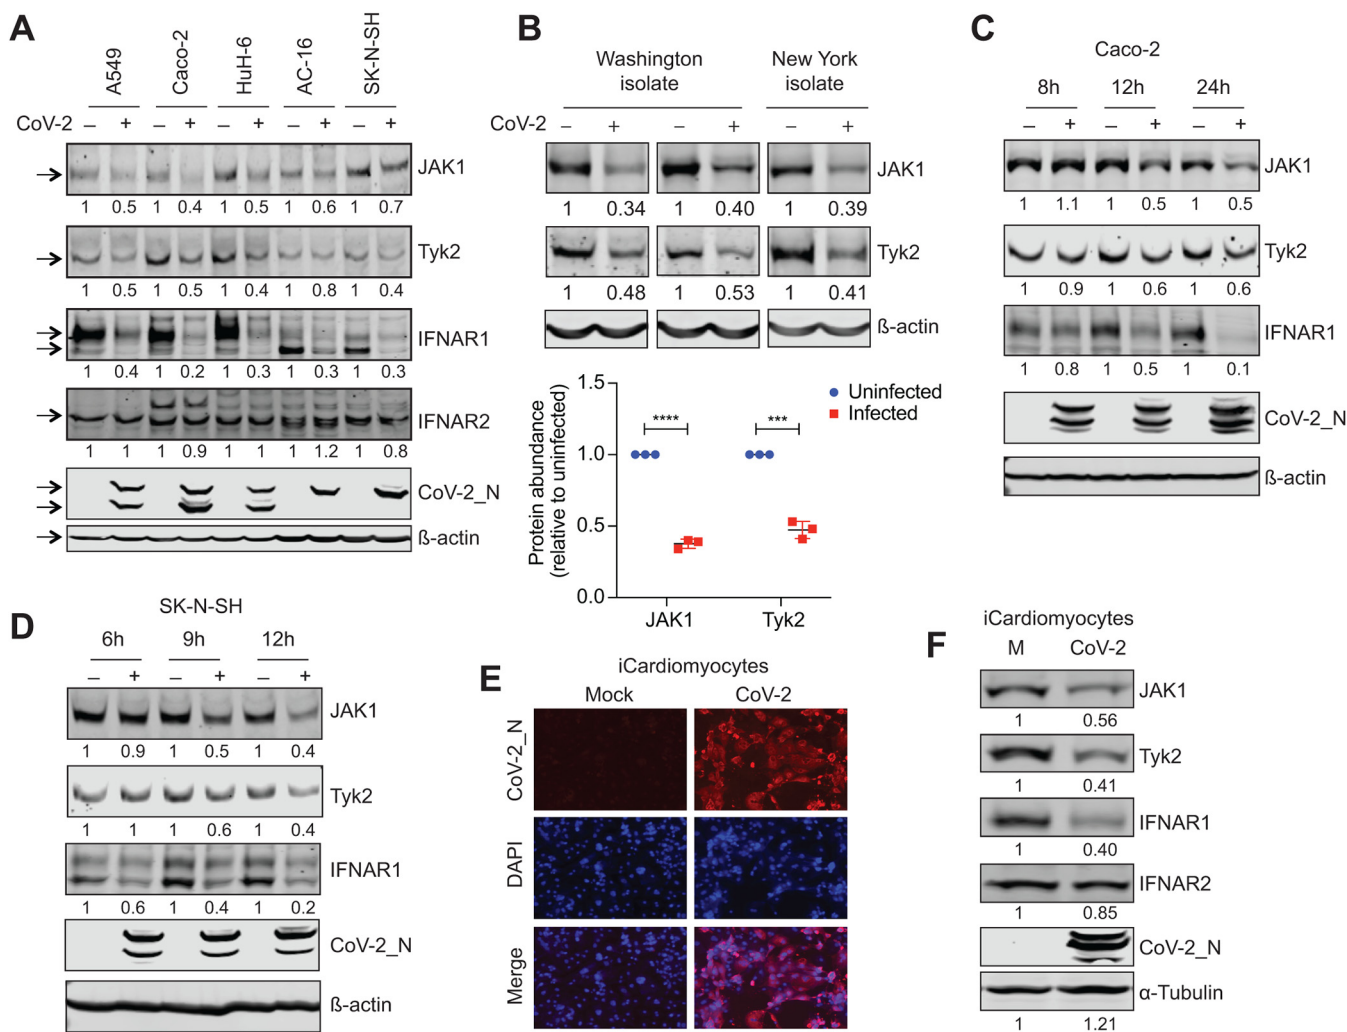 A
A549
Caco-2
HuH-6
AC-16
SK-N-SH
CoV-2 – + – + – + – + – +
JAK1
1 0.5 1 0.4 1 0.5 1 0.6 1 0.7
Tyk2
1 0.5 1 0.5 1 0.4 1 0.8 1 0.4
IFNAR1
1 0.4 1 0.2 1 0.3 1 0.3 1 0.3
IFNAR2
1 1 1 0.9 1 1 1 1.2 1 0.8
CoV-2_N
ß-actin
B
Washington isolate
New York isolate
CoV-2 – + – + – +
JAK1
1 0.34 1 0.40 1 0.39
Tyk2
1 0.48 1 0.53 1 0.41
ß-actin
Protein abundance
(relative to uninfected)
1.5
1.0
0.5
0.0
**** ***
Uninfected
Infected
JAK1 Tyk2
C
Caco-2
8h 12h 24h
– + – + – +
JAK1
1 1.1 1 0.5 1 0.5
Tyk2
1 0.9 1 0.6 1 0.6
IFNAR1
1 0.8 1 0.5 1 0.1
CoV-2_N
ß-actin
D
SK-N-SH
6h 9h 12h
– + – + – +
JAK1
1 0.9 1 0.5 1 0.4
Tyk2
1 1 1 0.6 1 0.4
IFNAR1
1 0.6 1 0.4 1 0.2
CoV-2_N
ß-actin
E
iCardiomyocytes
Mock CoV-2
CoV-2_N
DAPI
Merge
F
iCardiomyocytes
M CoV-2
JAK1
1 0.56
Tyk2
1 0.41
IFNAR1
1 0.40
IFNAR2
1 0.85
CoV-2_N
α-Tubulin
1 1.21